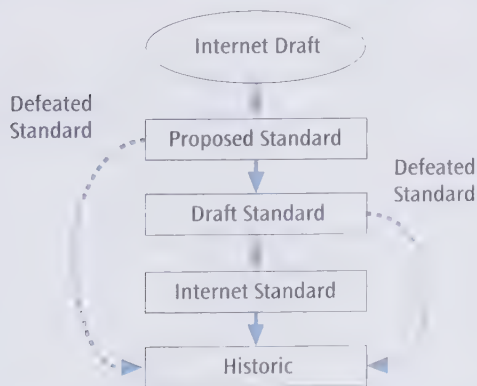 Internet Draft
Defeated
Standard
Proposed Standard
Defeated
Standard
Draft Standard
Internet Standard
Historic